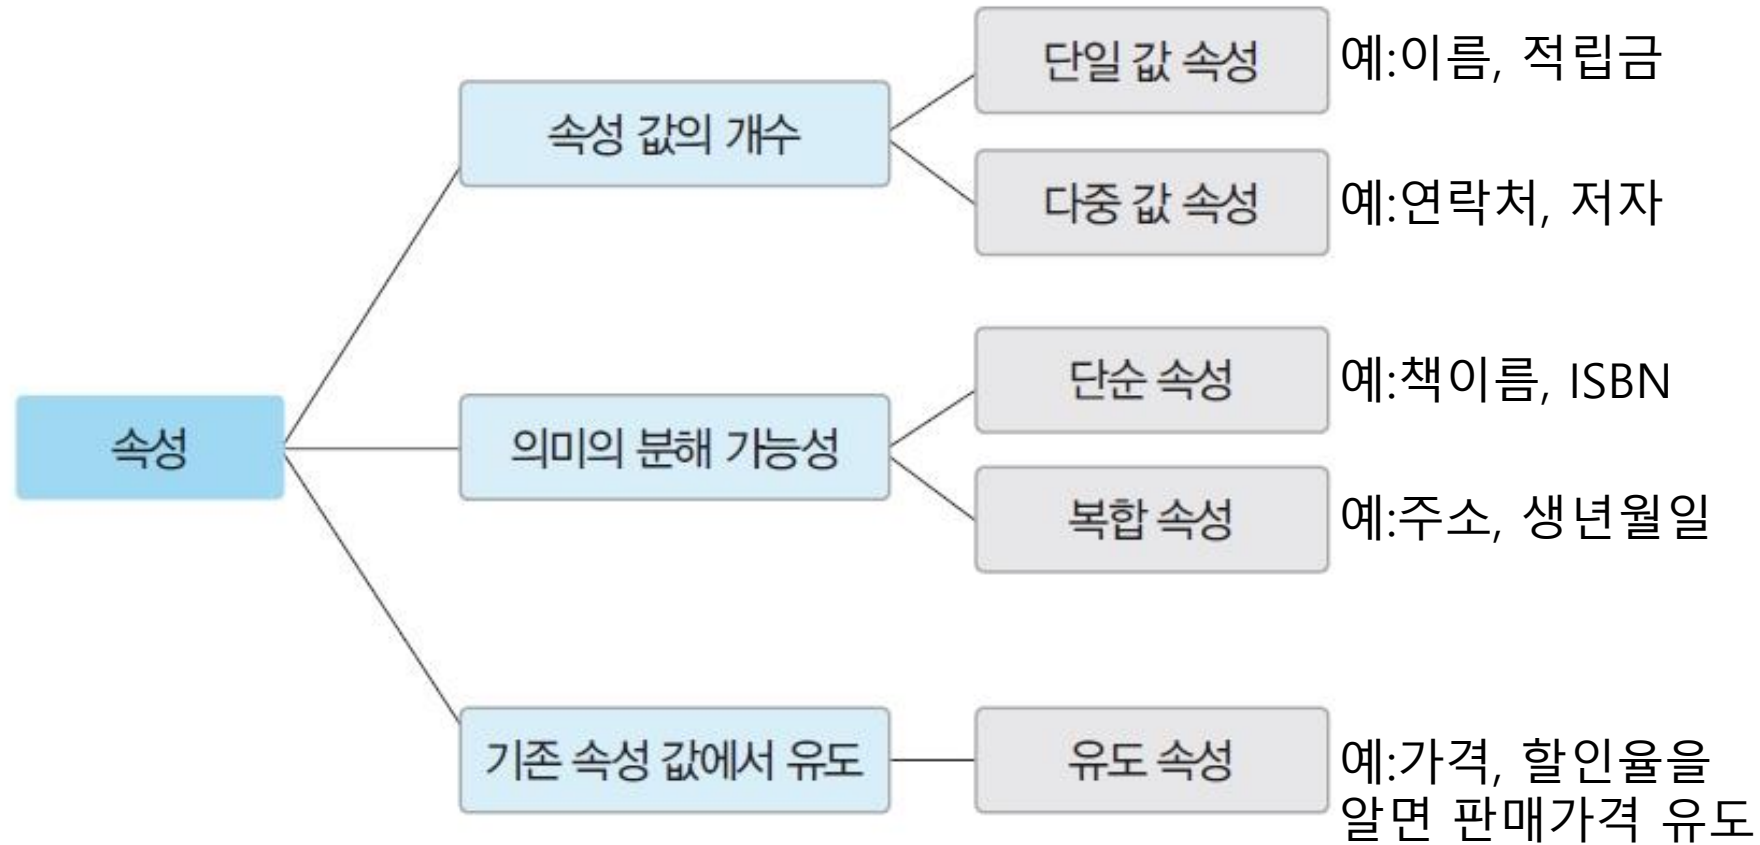 속성
속성 값의 개수
단일 값 속성
예:이름, 적립금
다중 값 속성
예:연락처, 저자
의미의 분해 가능성
단순 속성
예:책이름, ISBN
복합 속성
예:주소, 생년월일
기존 속성 값에서 유도
유도 속성
예:가격, 할인율을
알면 판매가격 유도